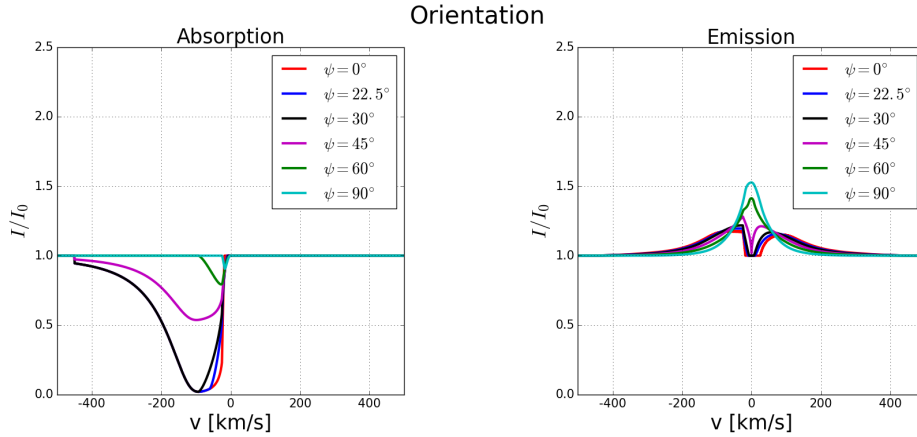 Orientation
Absorption
2.5
2.0
1.5
1.0
0.5
0.0
I/I₀
-400
-200
0
200
400
v [km/s]
ψ = 0°
ψ = 22.5°
ψ = 30°
ψ = 45°
ψ = 60°
ψ = 90°
Emission
2.5
2.0
1.5
1.0
0.5
0.0
I/I₀
-400
-200
0
200
400
v [km/s]
ψ = 0°
ψ = 22.5°
ψ = 30°
ψ = 45°
ψ = 60°
ψ = 90°